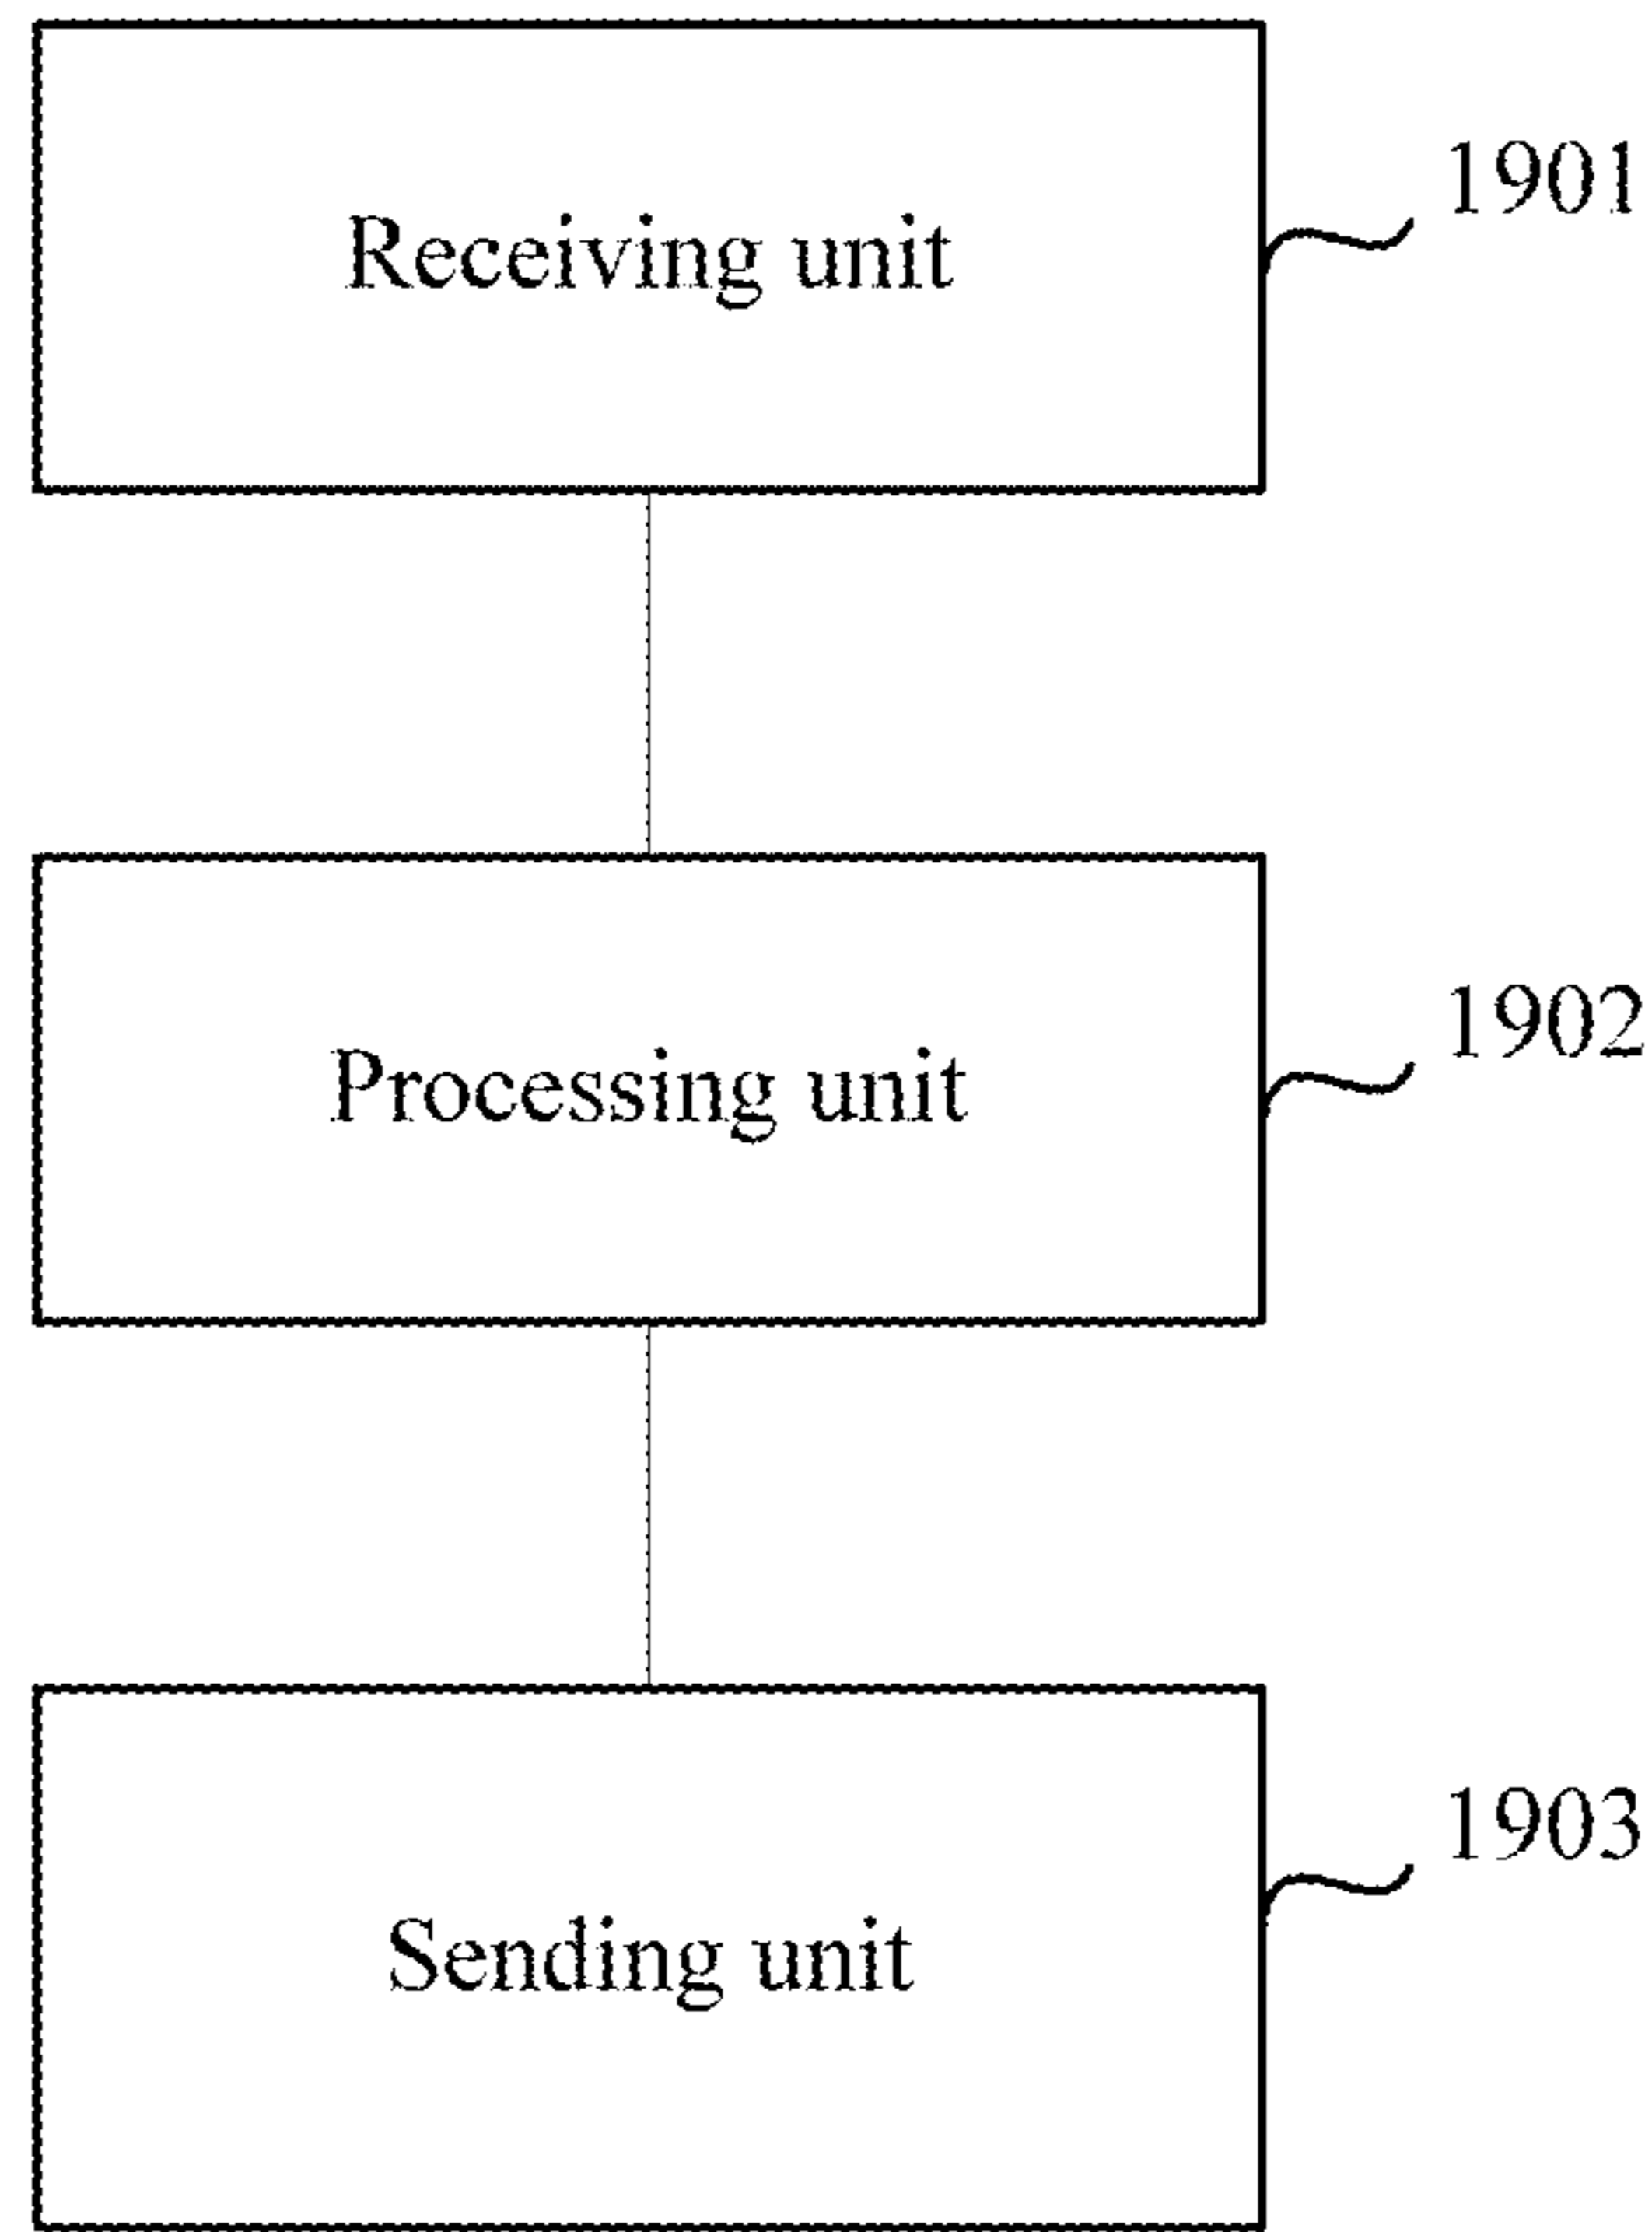 1901
Receiving unit
1902
Processing unit
1903
Sending unit